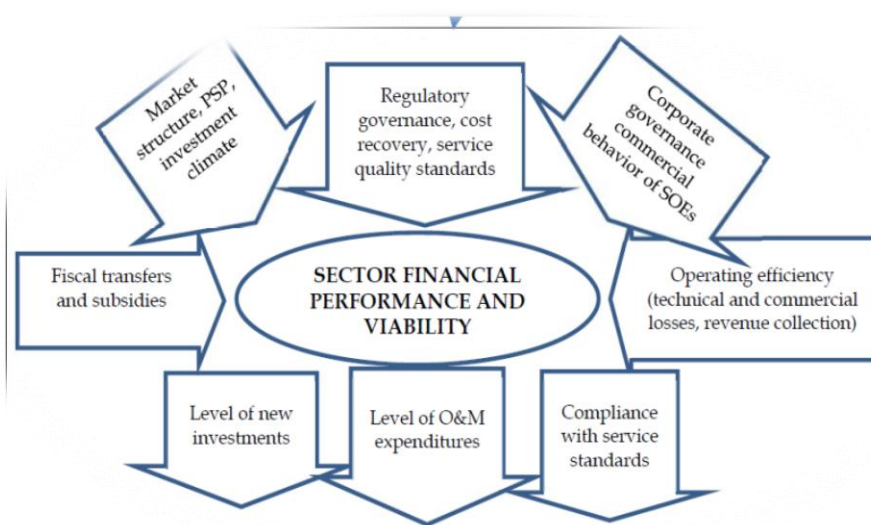 Market
structure, PSP,
investment
climate
Regulatory
governance, cost
recovery, service
quality standards
Corporate
governance
commercial
behavior of SOEs
Fiscal transfers
and subsidies
SECTOR FINANCIAL
PERFORMANCE AND
VIABILITY
Operating efficiency
(technical and commercial
losses, revenue collection)
Level of new
investments
Level of O&M
expenditures
Compliance
with service
standards